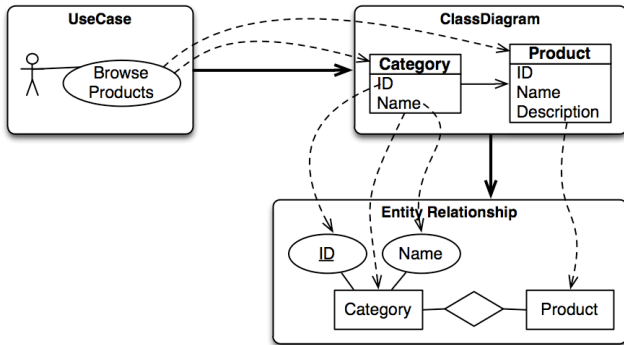 UseCase
Browse
Products
ClassDiagram
Category
ID
Name
Product
ID
Name
Description
Entity Relationship
ID
Name
Category
Product